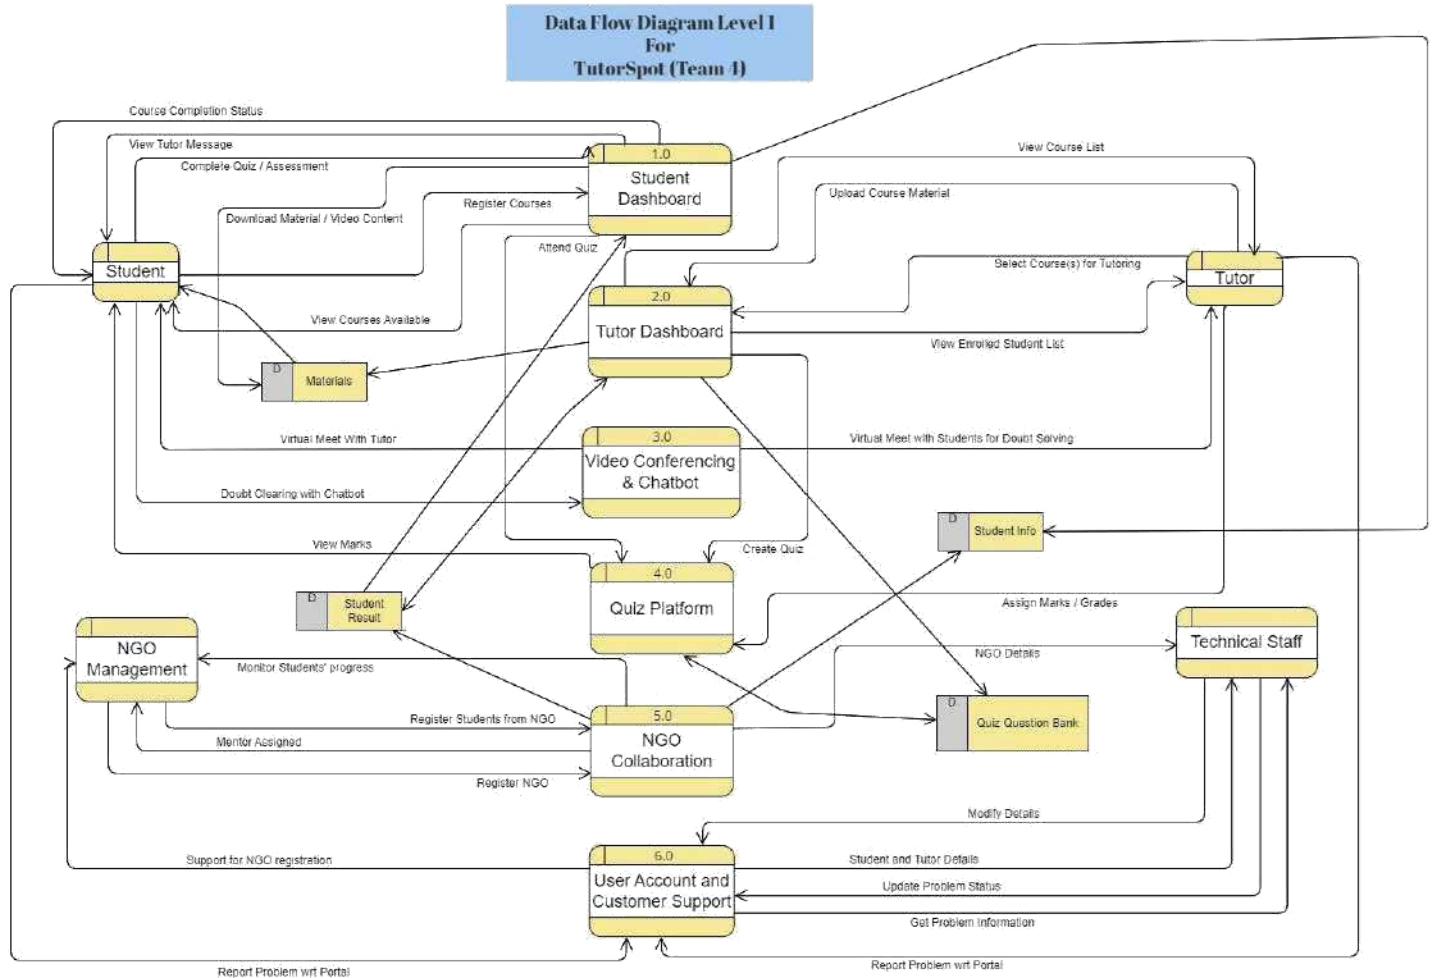 Data Flow Diagram Level 1
For
TutorSpot (Team 4)
Course Completion Status
View Tutor Message
Complete Quiz / Assessment
1.0
Student
Dashboard
View Course List
Upload Course Material
Register Courses
Download Material / Video Content
Attend Quiz
Student
Select Course(s) for Tutoring
Tutor
2.0
Tutor Dashboard
View Courses Available
View Enrolled Student List
D
Materials
3.0
Video Conferencing
& Chatbot
Virtual Meet With Tutor
Virtual Meet with Students for Doubt Solving
Doubt Clearing with Chatbot
D
Student Info
View Marks
Create Quiz
4.0
Quiz Platform
D
Student
Result
Assign Marks / Grades
NGO
Management
Technical Staff
Monitor Students' progress
NGO Details
D
Quiz Question Bank
5.0
NGO
Collaboration
Register Students from NGO
Mentor Assigned
Register NGO
Modify Details
6.0
User Account and
Customer Support
Support for NGO registration
Student and Tutor Details
Update Problem Status
Get Problem Information
Report Problem wrt Portal
Report Problem wrt Portal